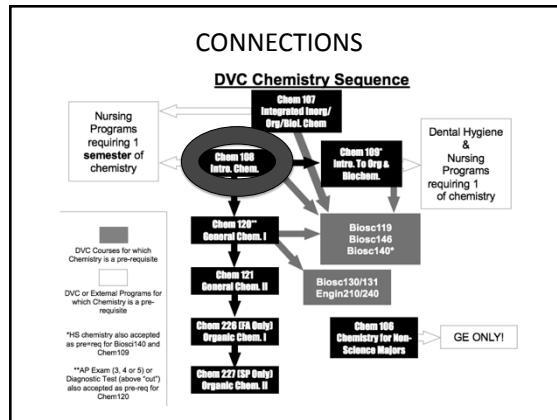 CONNECTIONS
DVC Chemistry Sequence
Nursing
Programs
requiring 1
semester of
chemistry
Chem 107
Integrated Inorg/
Org/Biol. Chem
Chem 108
Intro. Chem.
Chem 109*
Intro. To Org &
Biochem.
Dental Hygiene
&
Nursing
Programs
requiring 1
of chemistry
Chem 120**
General Chem. I
Biosc119
Biosc146
Biosc140*
Chem 121
General Chem. II
Biosc130/131
Engin210/240
Chem 226 (FA Only)
Organic Chem. I
Chem 227 (SP Only)
Organic Chem. II
Chem 106
Chemistry for Non-
Science Majors
GE ONLY!
DVC Courses for which
Chemistry is a pre-requisite
DVC or External Programs
for which Chemistry is a pre-
requisite
*HS chemistry also accepted
as pre=req for Biosci140 and
Chem109
**AP Exam (3, 4 or 5) or
Diagnostic Test (above "cut")
also accepted as pre-req for
Chem120